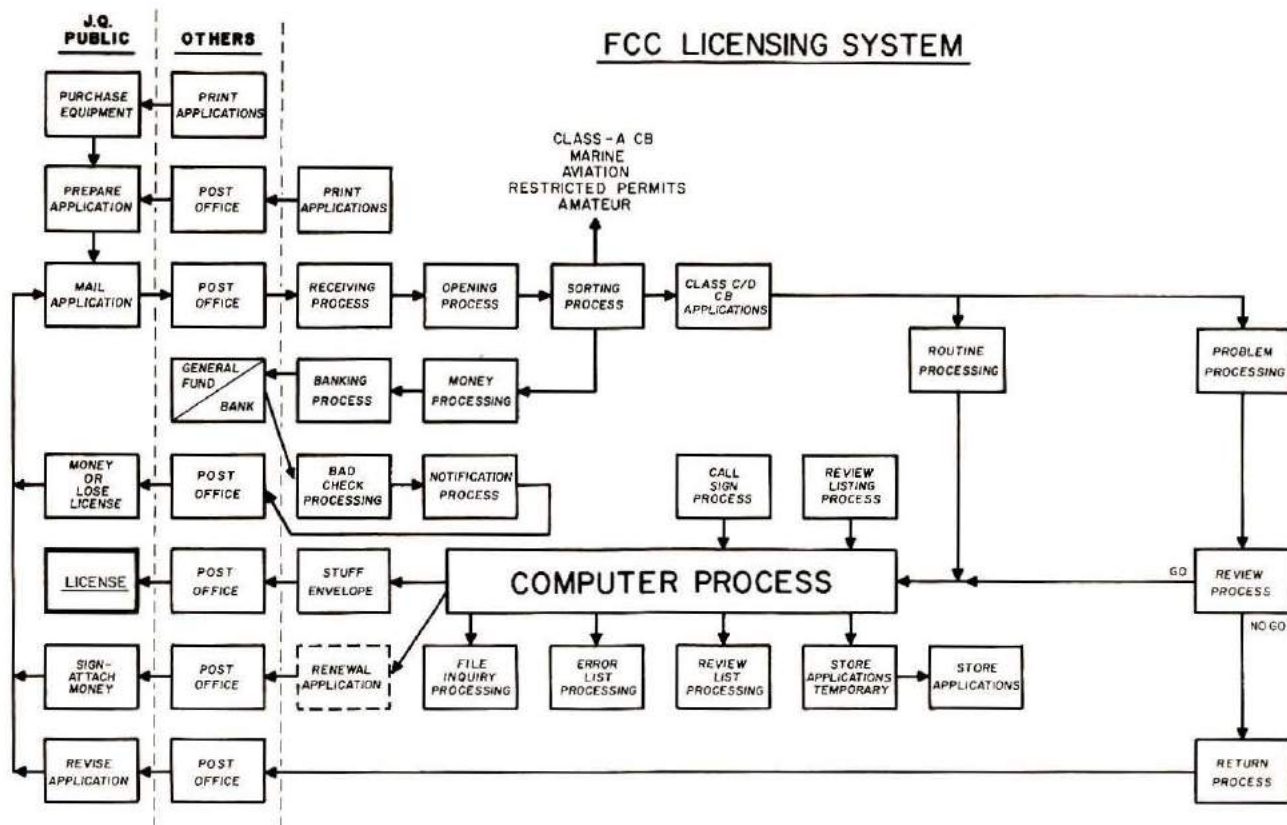 J.Q.
PUBLIC
OTHERS
FCC LICENSING SYSTEM
PURCHASE
EQUIPMENT
PRINT
APPLICATIONS
CLASS-A CB
MARINE
AVIATION
RESTRICTED PERMITS
AMATEUR
PREPARE
APPLICATION
POST
OFFICE
PRINT
APPLICATIONS
MAIL
APPLICATION
POST
OFFICE
RECEIVING
PROCESS
OPENING
PROCESS
SORTING
PROCESS
CLASS C/D
CB
APPLICATIONS
ROUTINE
PROCESSING
PROBLEM
PROCESSING
GENERAL
FUND
BANK
BANKING
PROCESS
MONEY
PROCESSING
MONEY
OR
LOSE
LICENSE
POST
OFFICE
BAD
CHECK
PROCESSING
NOTIFICATION
PROCESS
CALL
SIGN
PROCESS
REVIEW
LISTING
PROCESS
LICENSE
POST
OFFICE
STUFF
ENVELOPE
COMPUTER PROCESS
GO
REVIEW
PROCESS
NO GO
SIGN-
ATTACH
MONEY
POST
OFFICE
RENEWAL
APPLICATION
FILE
INQUIRY
PROCESSING
ERROR
LIST
PROCESSING
REVIEW
LIST
PROCESSING
STORE
APPLICATIONS
TEMPORARY
STORE
APPLICATIONS
REVISE
APPLICATION
POST
OFFICE
RETURN
PROCESS